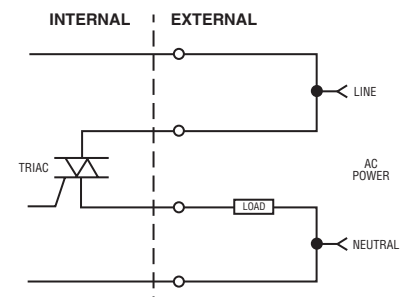 INTERNAL EXTERNAL
LINE
TRIAC
AC
POWER
LOAD
NEUTRAL